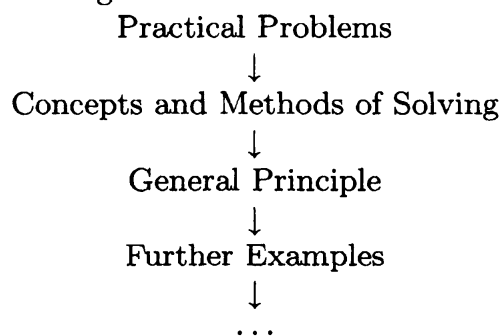 Practical Problems
↓
Concepts and Methods of Solving
↓
General Principle
↓
Further Examples
↓
...